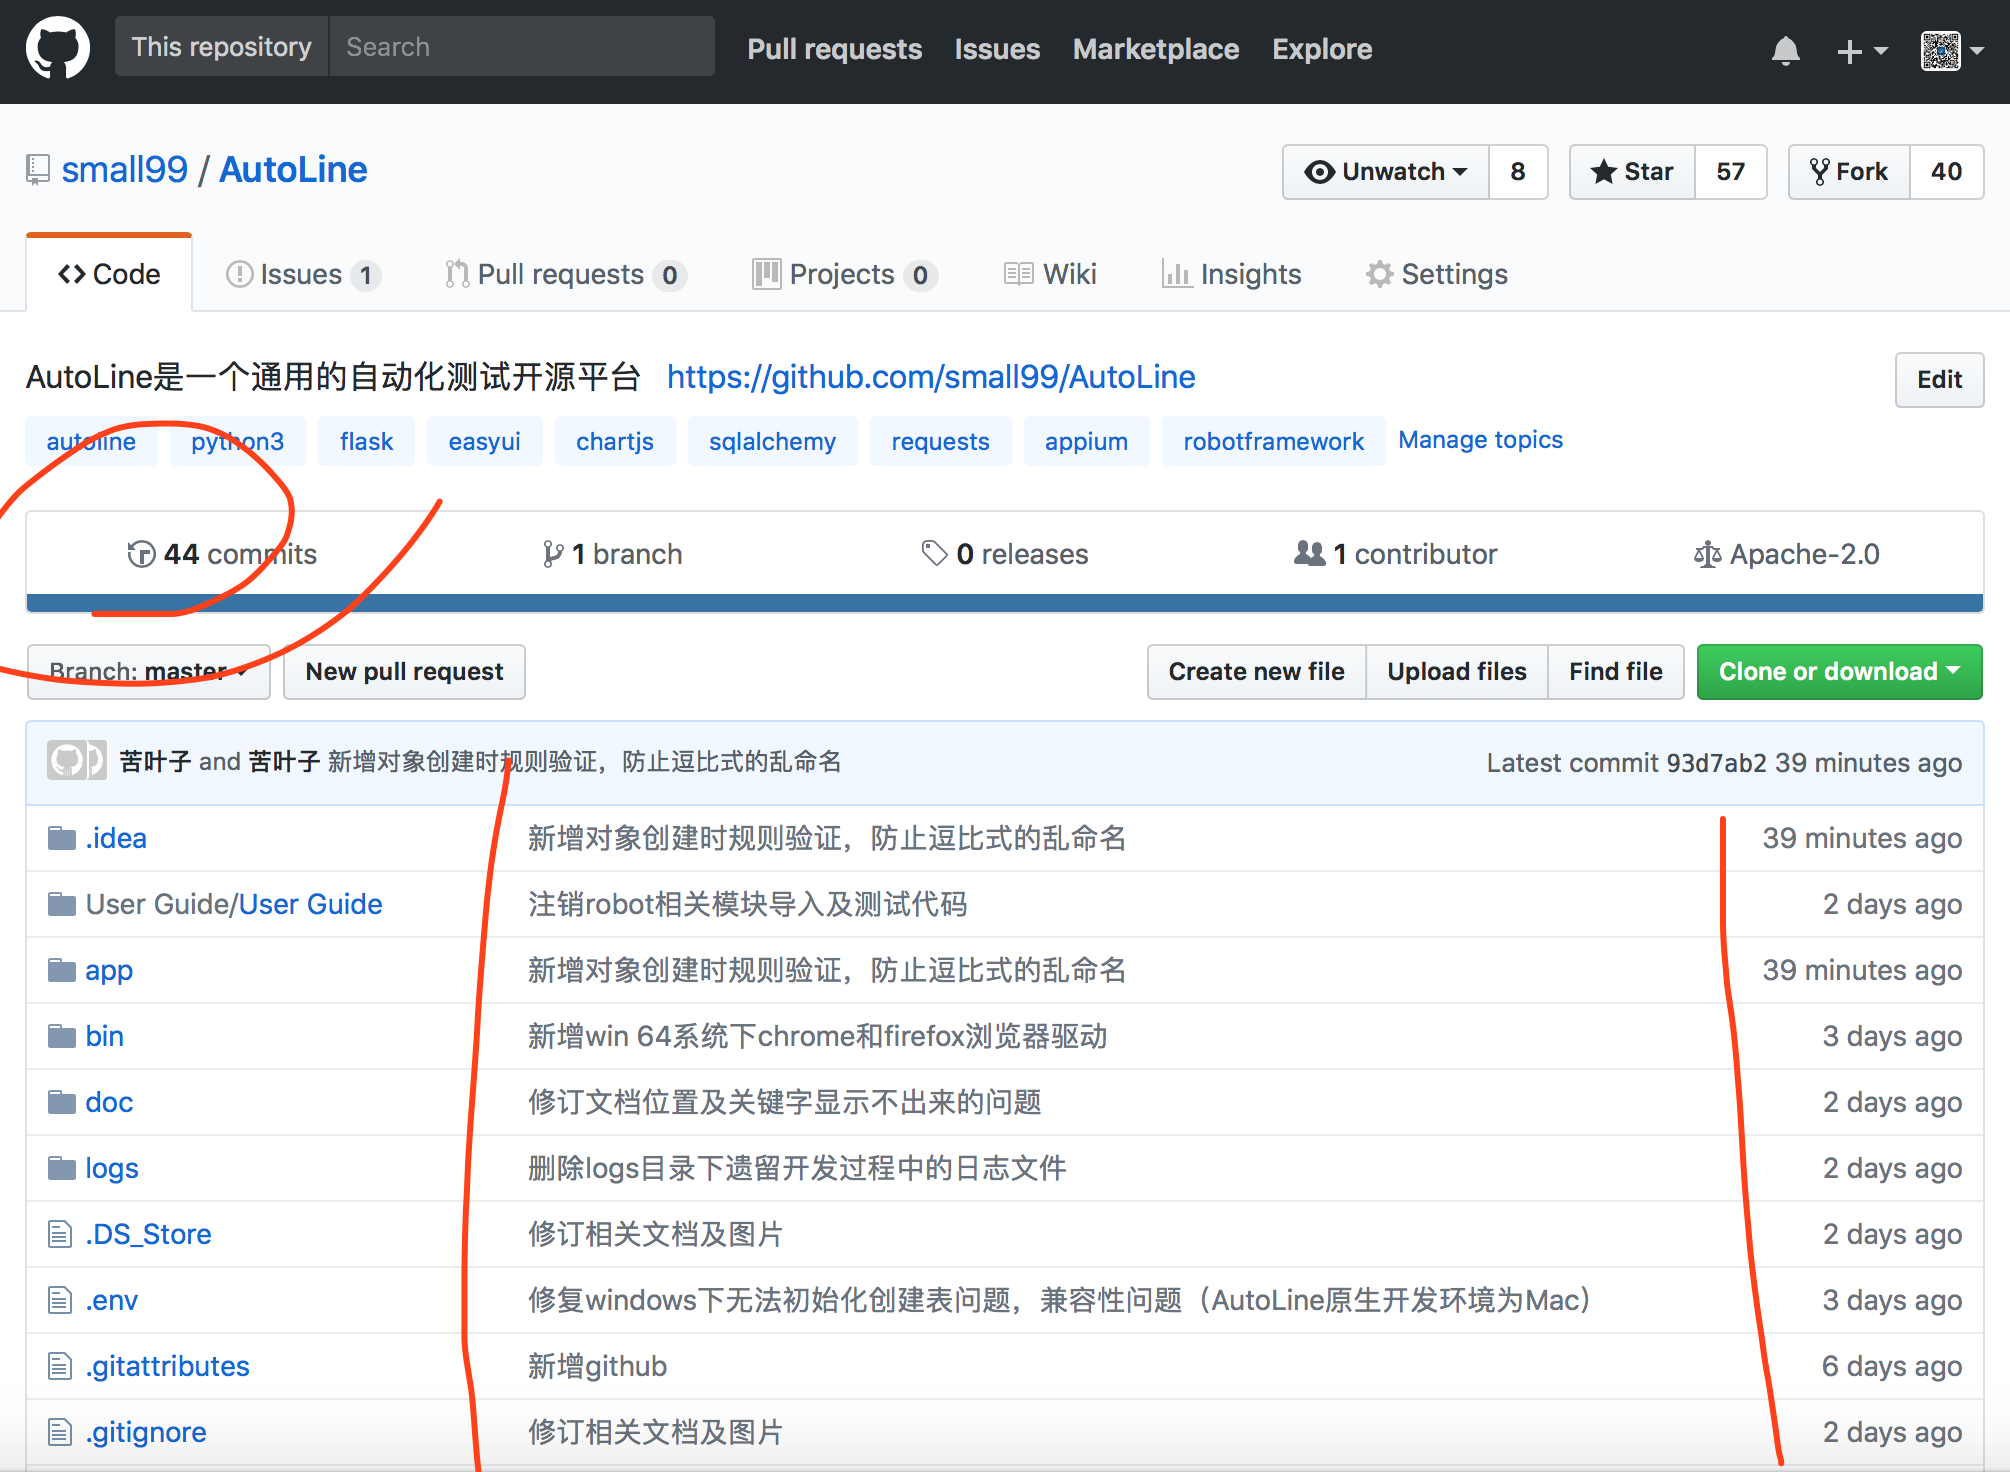 This repository Search Pull requests Issues Marketplace Explore
small99 / AutoLine Unwatch 8 Star 57 Fork 40
Code Issues 1 Pull requests 0 Projects 0 Wiki Insights Settings
AutoLine是一个通用的自动化测试开源平台 https://github.com/small99/AutoLine Edit
autoline python3 flask easyui chartjs sqlalchemy requests appium robotframework Manage topics
44 commits 1 branch 0 releases 1 contributor Apache-2.0
Branch: master New pull request Create new file Upload files Find file Clone or download
苦叶子 and 苦叶子 新增对象创建时规则验证，防止逗比式的乱命名 Latest commit 93d7ab2 39 minutes ago
.idea 新增对象创建时规则验证，防止逗比式的乱命名 39 minutes ago
User Guide/User Guide 注销robot相关模块导入及测试代码 2 days ago
app 新增对象创建时规则验证，防止逗比式的乱命名 39 minutes ago
bin 新增win 64系统下chrome和firefox浏览器驱动 3 days ago
doc 修订文档位置及关键字显示不出来的问题 2 days ago
logs 删除logs目录下遗留开发过程中的日志文件 2 days ago
.DS_Store 修订相关文档及图片 2 days ago
.env 修复windows下无法初始化创建表问题，兼容性问题（AutoLine原生开发环境为Mac） 3 days ago
.gitattributes 新增github 6 days ago
.gitignore 修订相关文档及图片 2 days ago